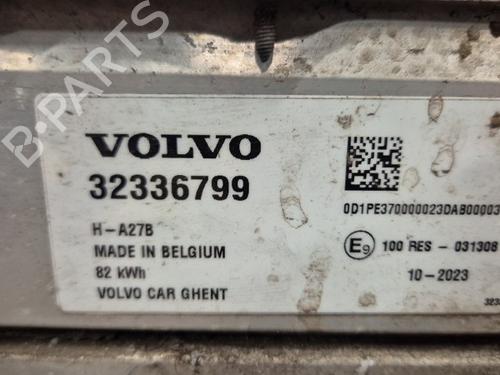 VOLVO
32336799
H-A27B
MADE IN BELGIUM
82 kWh
VOLVO CAR GHENT
0D1PE370000023DAB00003
E9 100 RES - 031308
10-2023
323
B-PARTS